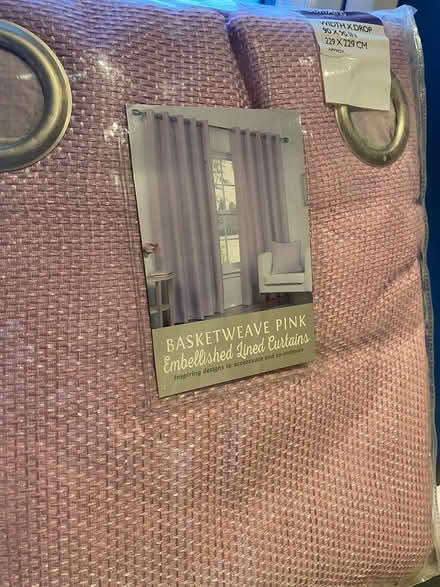 WIDTH X DROP
90 X 90 IN
229 X 229 CM
APPROX
BASKETWEAVE PINK
Embellished Lined Curtains
Inspiring designs to accessorise and co-ordinate